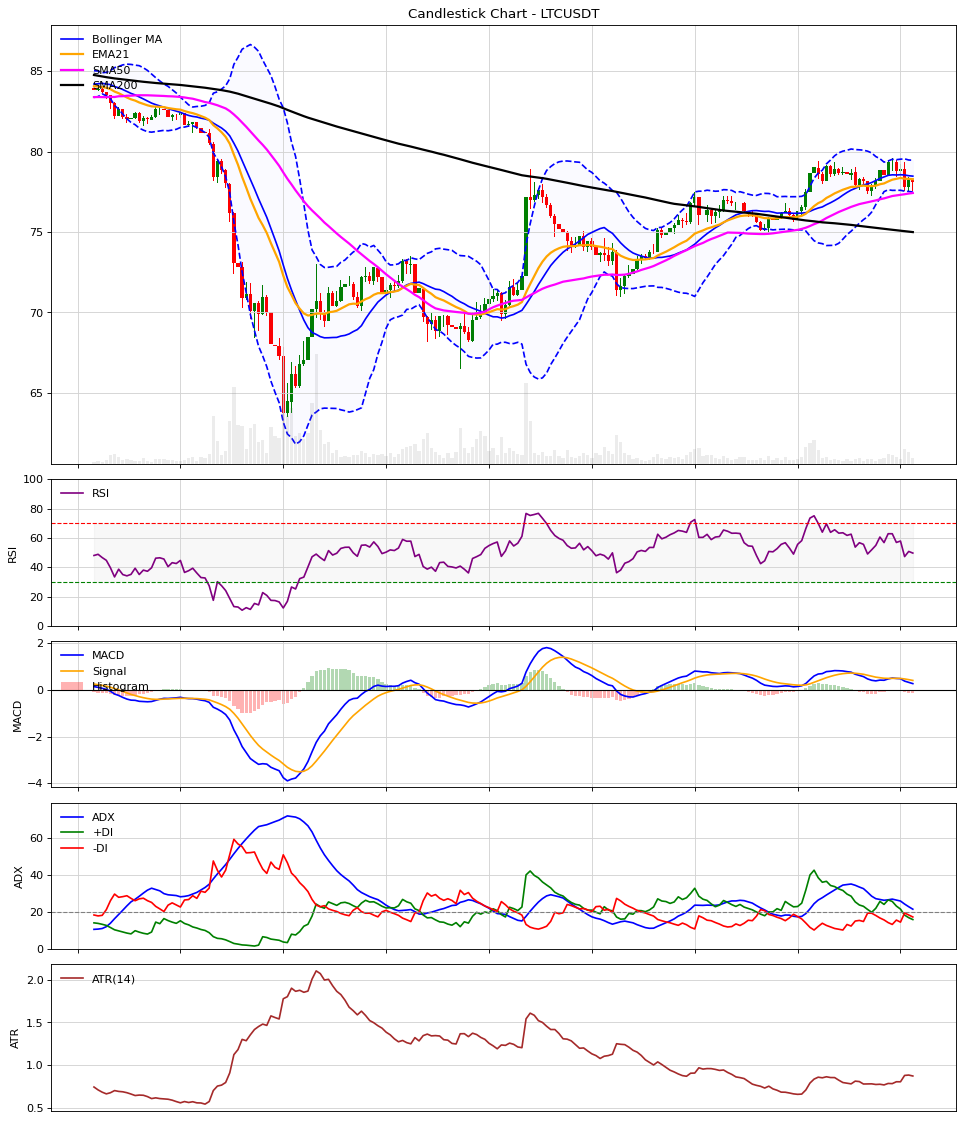 Candlestick Chart - LTCUSDT
Bollinger MA
EMA21
SMA50
SMA200
85
80
75
70
65
RSI
100
80
60
40
20
0
RSI
MACD
Signal
Histogram
2
0
−2
−4
MACD
ADX
+DI
-DI
60
40
20
0
ADX
ATR(14)
2.0
1.5
1.0
0.5
ATR